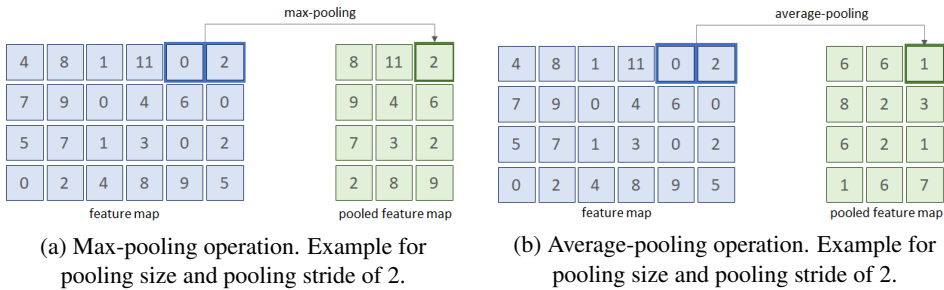 max-pooling
4 8 1 11 0 2 8 11 2
7 9 0 4 6 0 9 4 6
5 7 1 3 0 2 7 3 2
0 2 4 8 9 5 2 8 9
feature map pooled feature map
(a) Max-pooling operation. Example for
pooling size and pooling stride of 2.
average-pooling
4 8 1 11 0 2 6 6 1
7 9 0 4 6 0 8 2 3
5 7 1 3 0 2 6 2 1
0 2 4 8 9 5 1 6 7
feature map pooled feature map
(b) Average-pooling operation. Example for
pooling size and pooling stride of 2.